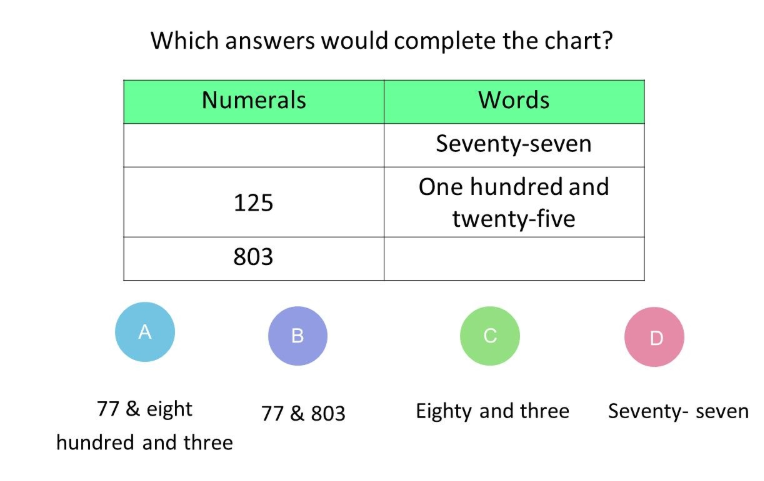 Which answers would complete the chart?
Numerals Words
Seventy-seven
125 One hundred and
twenty-five
803
A B C D
77 & eight
hundred and three
77 & 803
Eighty and three
Seventy- seven